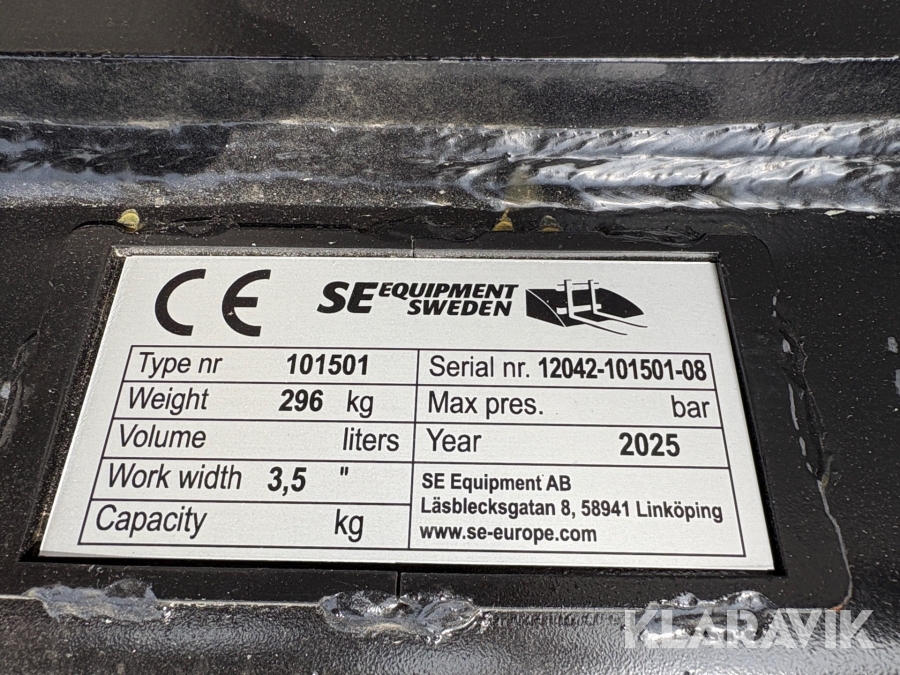 CE SE EQUIPMENT
SWEDEN
Type nr 101501 Serial nr. 12042-101501-08
Weight 296 kg Max pres. bar
Volume liters Year 2025
Work width 3,5 " SE Equipment AB
Capacity kg Läsblecksgatan 8, 58941 Linköping
www.se-europe.com
KLARAVIK